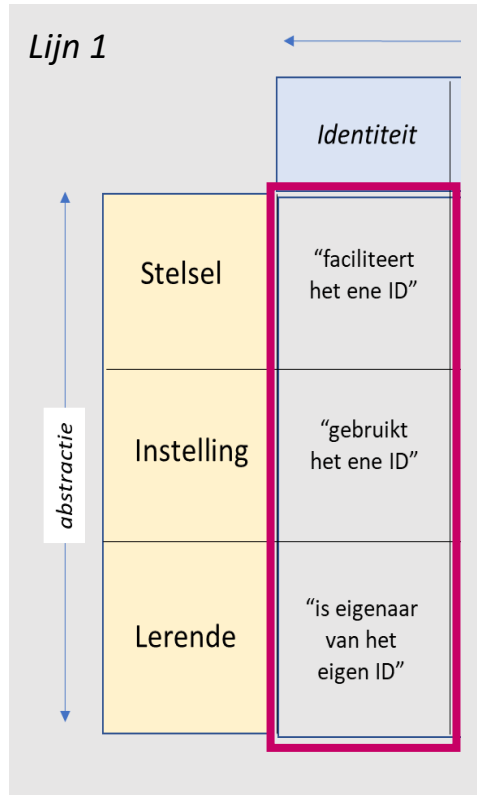 Lijn 1
Identiteit
Stelsel
“faciliteert
het ene ID”
abstractie
Instelling
“gebruikt
het ene ID”
Lerende
“is eigenaar
van het
eigen ID”